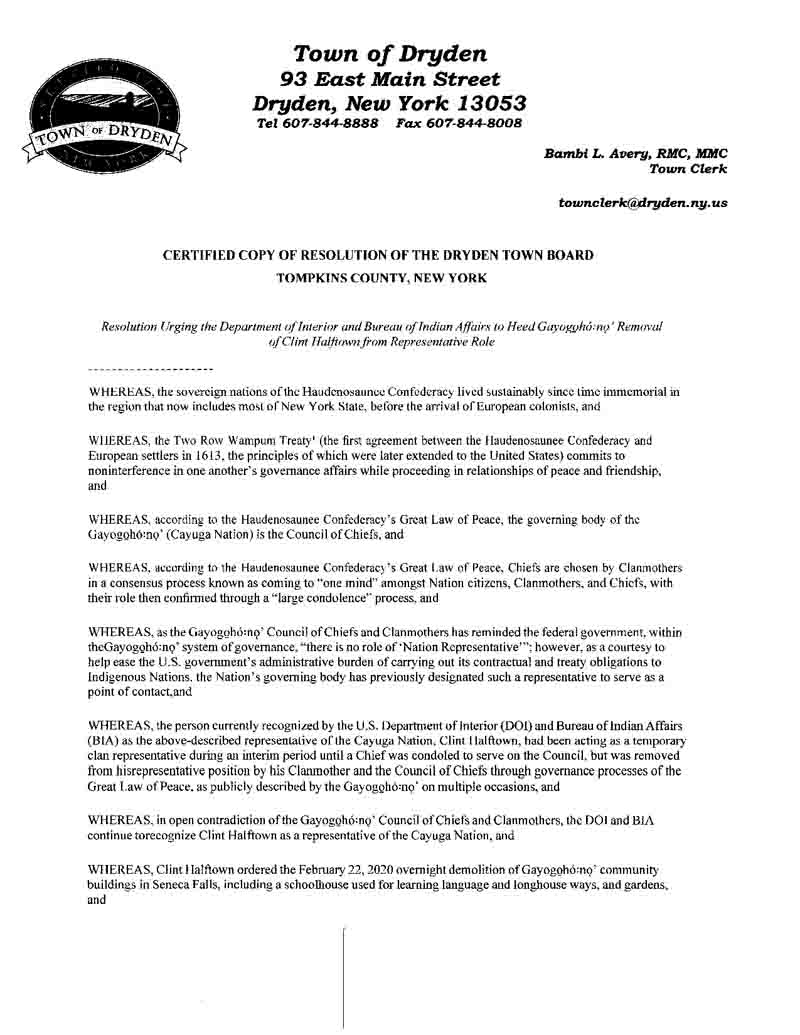 Town of Dryden
93 East Main Street
Dryden, New York 13053
Tel 607-844-8888 Fax 607-844-8008
TOWN OF DRYDEN
NEW YORK
Bambi L. Avery, RMC, MMC
Town Clerk
townclerk@dryden.ny.us
CERTIFIED COPY OF RESOLUTION OF THE DRYDEN TOWN BOARD
TOMPKINS COUNTY, NEW YORK
Resolution Urging the Department of Interior and Bureau of Indian Affairs to Heed Gayogo̱hó:nǫ' Removal
of Clint Halftown from Representative Role
---------------------
WHEREAS, the sovereign nations of the Haudenosaunee Confederacy lived sustainably since time immemorial in
the region that now includes most of New York State, before the arrival of European colonists, and
WHEREAS, the Two Row Wampum Treaty¹ (the first agreement between the Haudenosaunee Confederacy and
European settlers in 1613, the principles of which were later extended to the United States) commits to
noninterference in one another's governance affairs while proceeding in relationships of peace and friendship,
and
WHEREAS, according to the Haudenosaunee Confederacy's Great Law of Peace, the governing body of the
Gayogo̱hó:nǫ' (Cayuga Nation) is the Council of Chiefs, and
WHEREAS, according to the Haudenosaunee Confederacy's Great Law of Peace, Chiefs are chosen by Clanmothers
in a consensus process known as coming to "one mind" amongst Nation citizens, Clanmothers, and Chiefs, with
their role then confirmed through a "large condolence" process, and
WHEREAS, as the Gayogo̱hó:nǫ' Council of Chiefs and Clanmothers has reminded the federal government, within
theGayogo̱hó:nǫ' system of governance, "there is no role of 'Nation Representative'"; however, as a courtesy to
help ease the U.S. government's administrative burden of carrying out its contractual and treaty obligations to
Indigenous Nations, the Nation's governing body has previously designated such a representative to serve as a
point of contact,and
WHEREAS, the person currently recognized by the U.S. Department of Interior (DOI) and Bureau of Indian Affairs
(BIA) as the above-described representative of the Cayuga Nation, Clint Halftown, had been acting as a temporary
clan representative during an interim period until a Chief was condoled to serve on the Council, but was removed
from hisrepresentative position by his Clanmother and the Council of Chiefs through governance processes of the
Great Law of Peace, as publicly described by the Gayogo̱hó:nǫ' on multiple occasions, and
WHEREAS, in open contradiction of the Gayogo̱hó:nǫ' Council of Chiefs and Clanmothers, the DOI and BIA
continue torecognize Clint Halftown as a representative of the Cayuga Nation, and
WHEREAS, Clint Halftown ordered the February 22, 2020 overnight demolition of Gayogo̱hó:nǫ' community
buildings in Seneca Falls, including a schoolhouse used for learning language and longhouse ways, and gardens,
and